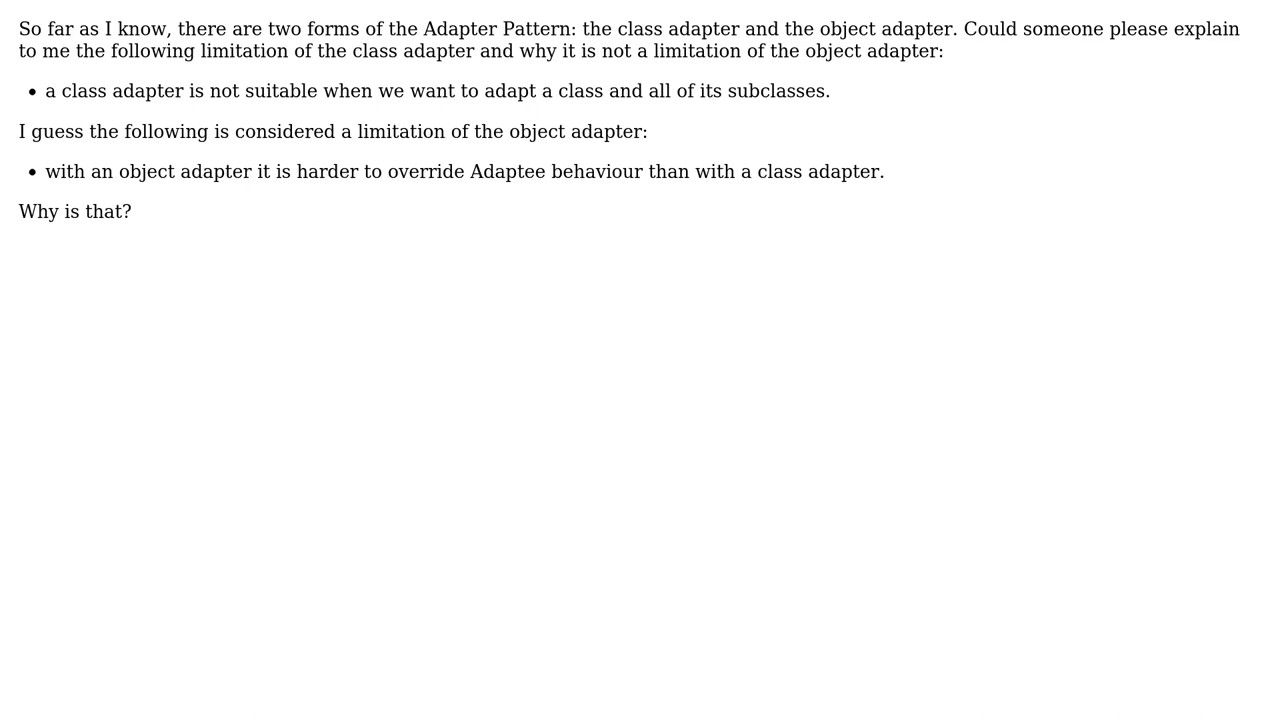 So far as I know, there are two forms of the Adapter Pattern: the class adapter and the object adapter. Could someone please explain
to me the following limitation of the class adapter and why it is not a limitation of the object adapter:
• a class adapter is not suitable when we want to adapt a class and all of its subclasses.
I guess the following is considered a limitation of the object adapter:
• with an object adapter it is harder to override Adaptee behaviour than with a class adapter.
Why is that?